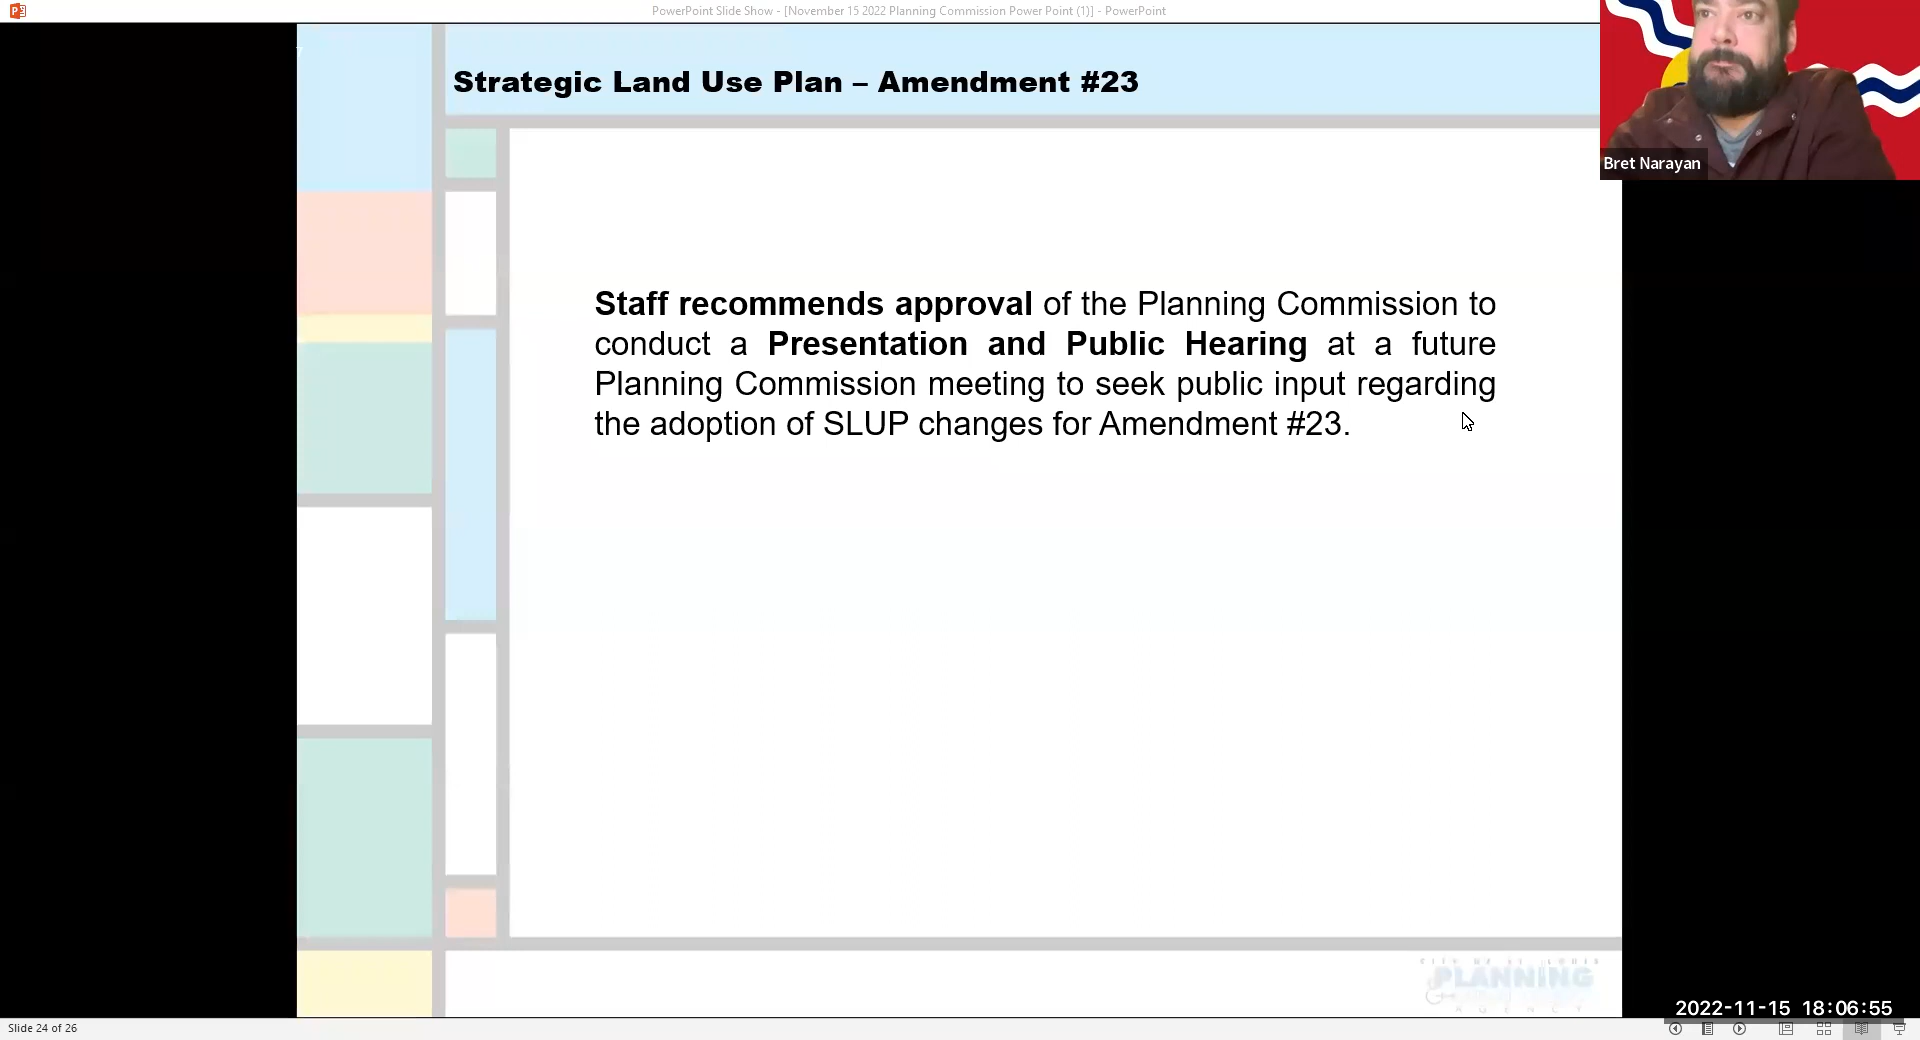 PowerPoint Slide Show - [November 15 2022 Planning Commission Power Point (1)] - PowerPoint
Strategic Land Use Plan – Amendment #23
Bret Narayan
Staff recommends approval of the Planning Commission to
conduct a Presentation and Public Hearing at a future
Planning Commission meeting to seek public input regarding
the adoption of SLUP changes for Amendment #23.
PLANNING
AGENCY
2022-11-15 18:06:55
Slide 24 of 26